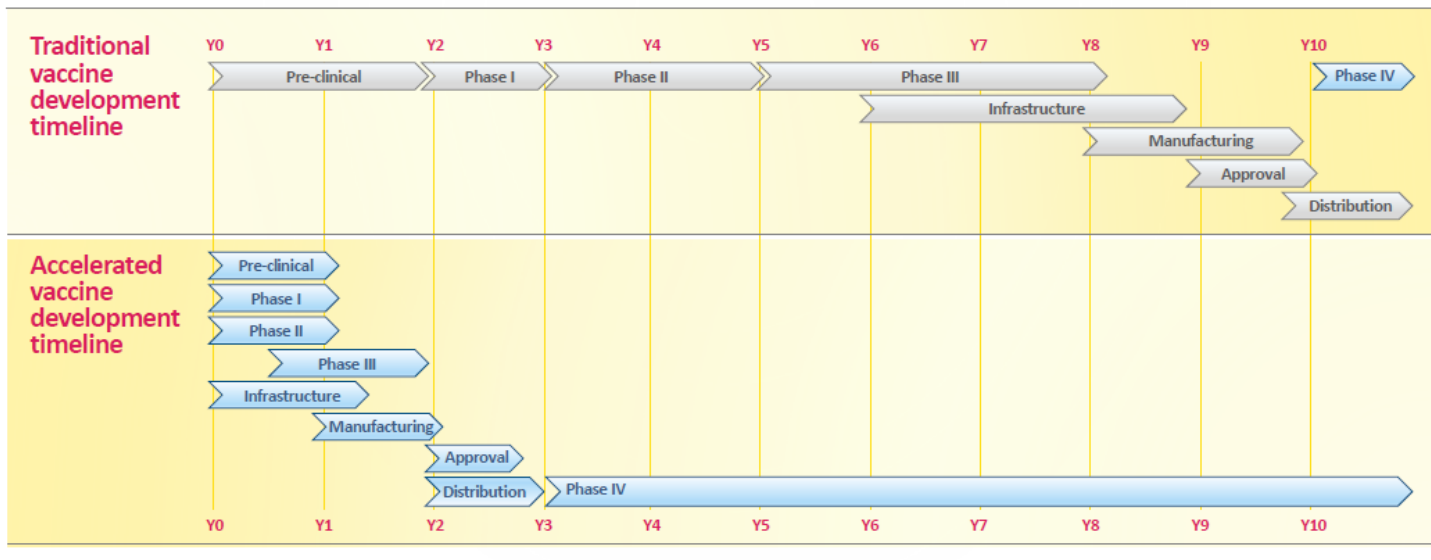 Traditional
vaccine
development
timeline
Y0 Y1 Y2 Y3 Y4 Y5 Y6 Y7 Y8 Y9 Y10
Pre-clinical Phase I Phase II Phase III Phase IV
Infrastructure
Manufacturing
Approval
Distribution
Accelerated
vaccine
development
timeline
Pre-clinical
Phase I
Phase II
Phase III
Infrastructure
Manufacturing
Approval
Distribution Phase IV
Y0 Y1 Y2 Y3 Y4 Y5 Y6 Y7 Y8 Y9 Y10